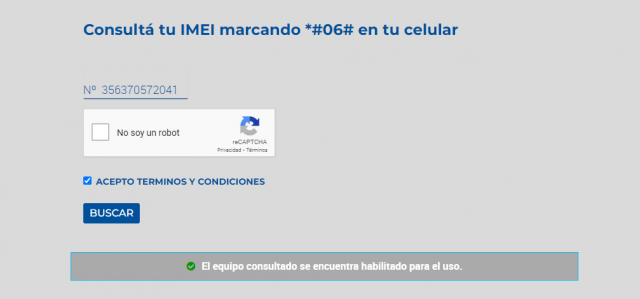 Consultá tu IMEI marcando *#06# en tu celular
Nº 356370572041
No soy un robot
reCAPTCHA
Privacidad - Términos
ACEPTO TERMINOS Y CONDICIONES
BUSCAR
El equipo consultado se encuentra habilitado para el uso.